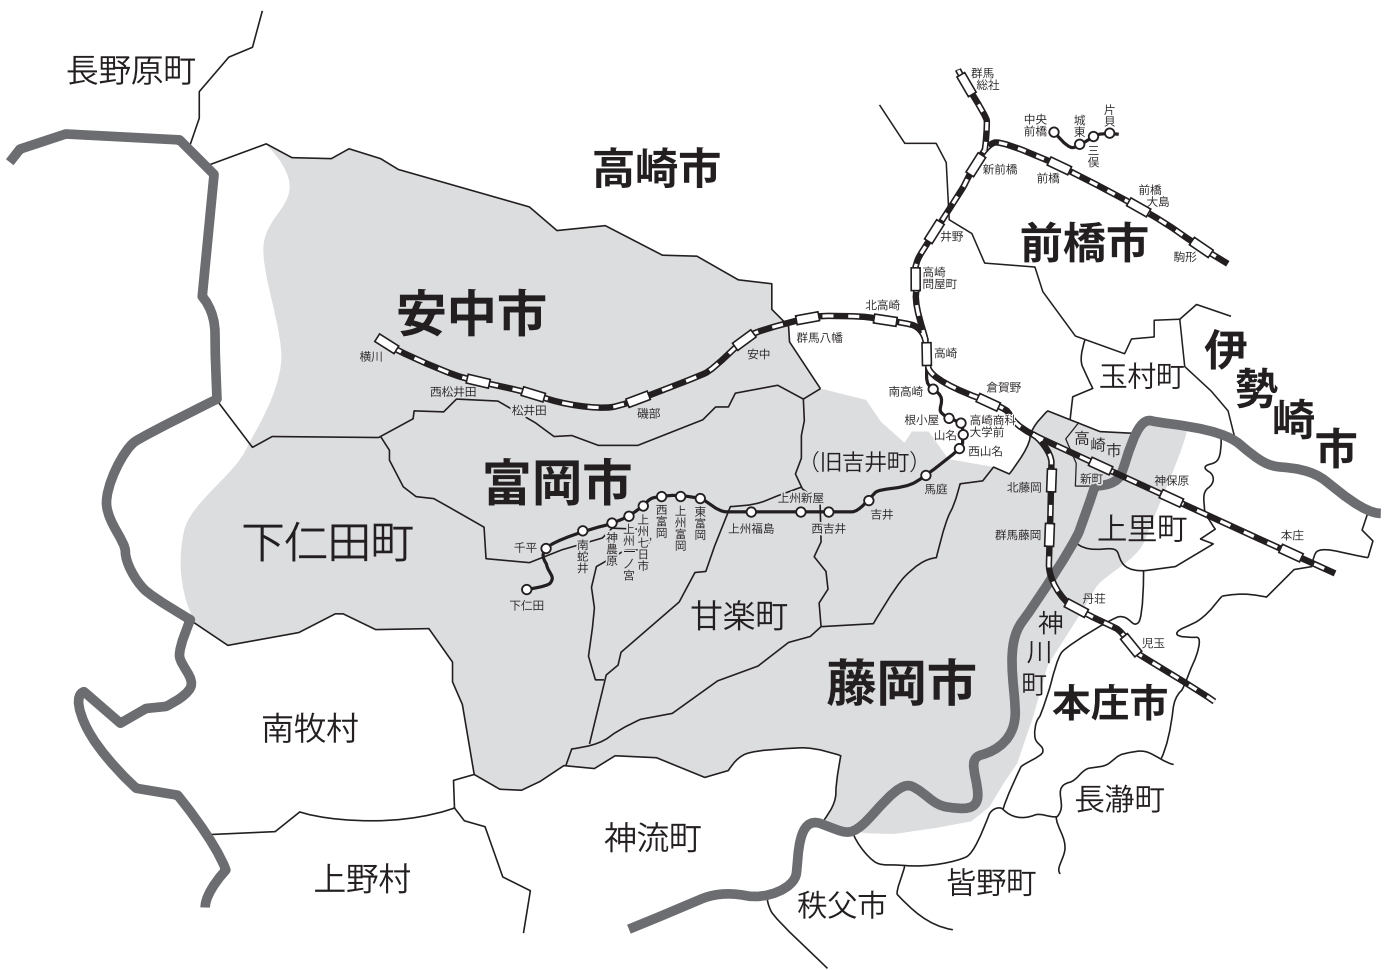 長野原町
群馬
総社
中央
前橋
城東
三俣
片貝
高崎市
新前橋
前橋
前橋
大島
駒形
井野
前橋市
高崎
問屋町
安中市
北高崎
群馬八幡
横川
安中
高崎
伊勢崎市
玉村町
西松井田
松井田
磯部
南高崎
倉賀野
根小屋
高崎商科
大学前
山名
西山名
高崎市
(旧吉井町)
富岡市
馬庭
北藤岡
新町
神保原
上州新屋
西富岡
上州富岡
東富岡
上州七日市
上州一ノ宮
神農原
南蛇井
千平
下仁田
下仁田町
上州福島
西吉井
吉井
群馬藤岡
上里町
本庄
甘楽町
丹荘
神川町
児玉
藤岡市
本庄市
南牧村
長瀞町
神流町
上野村
皆野町
秩父市